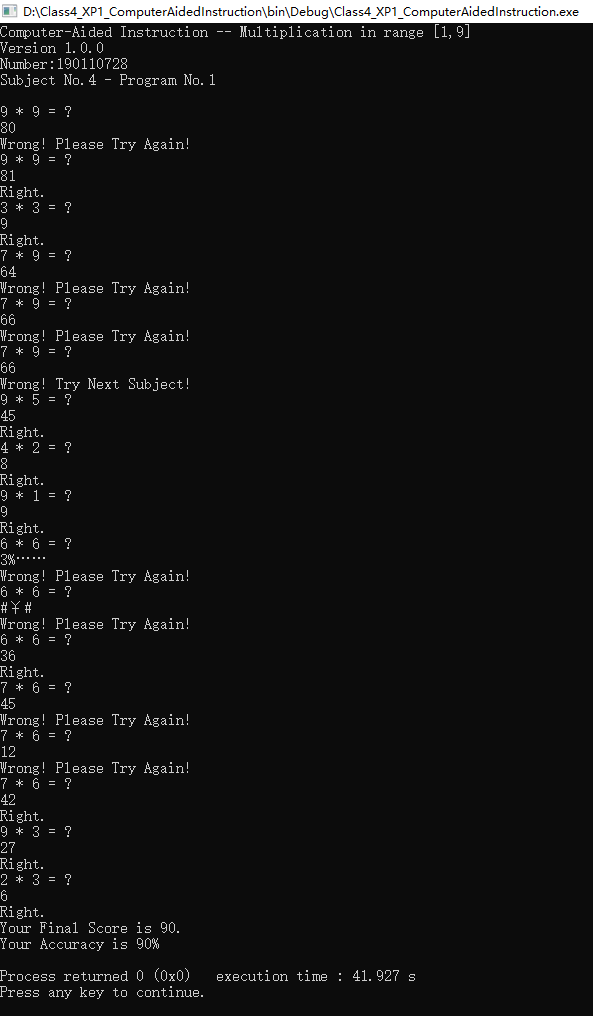 D:\Class4_XP1_ComputerAidedInstruction\bin\Debug\Class4_XP1_ComputerAidedInstruction.exe
Computer-Aided Instruction -- Multiplication in range [1,9]
Version 1.0.0
Number:190110728
Subject No.4 - Program No.1
9 * 9 = ?
80
Wrong! Please Try Again!
9 * 9 = ?
81
Right.
3 * 3 = ?
9
Right.
7 * 9 = ?
64
Wrong! Please Try Again!
7 * 9 = ?
66
Wrong! Please Try Again!
7 * 9 = ?
66
Wrong! Try Next Subject!
9 * 5 = ?
45
Right.
4 * 2 = ?
8
Right.
9 * 1 = ?
9
Right.
6 * 6 = ?
3%……
Wrong! Please Try Again!
6 * 6 = ?
#￥#
Wrong! Please Try Again!
6 * 6 = ?
36
Right.
7 * 6 = ?
45
Wrong! Please Try Again!
7 * 6 = ?
12
Wrong! Please Try Again!
7 * 6 = ?
42
Right.
9 * 3 = ?
27
Right.
2 * 3 = ?
6
Right.
Your Final Score is 90.
Your Accuracy is 90%
Process returned 0 (0x0)   execution time : 41.927 s
Press any key to continue.